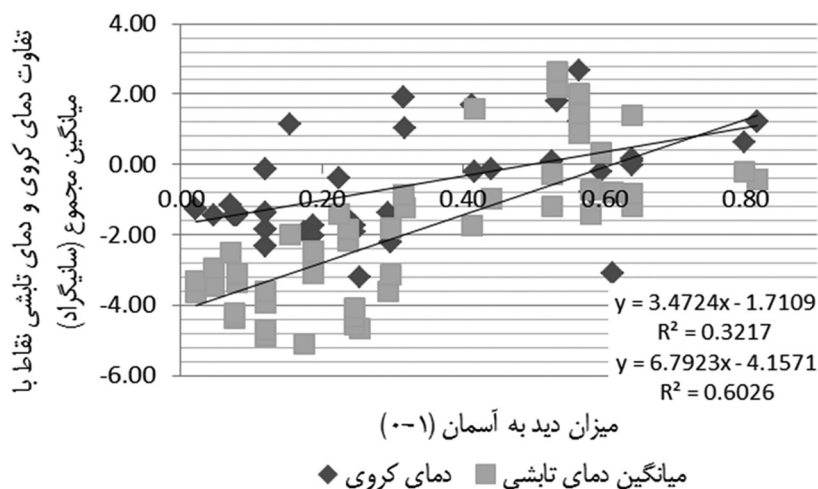 تفاوت دمای کروی و دمای تابشی نقاط با
میانگین مجموع (سانیگراد)
4.00
2.00
0.00
-2.00
-4.00
-6.00
0.00 0.20 0.40 0.60 0.80
y = 3.4724x - 1.7109
R² = 0.3217
y = 6.7923x - 4.1571
R² = 0.6026
میزان دید به آسمان (۱-۰)
دمای کروی
میانگین دمای تابشی